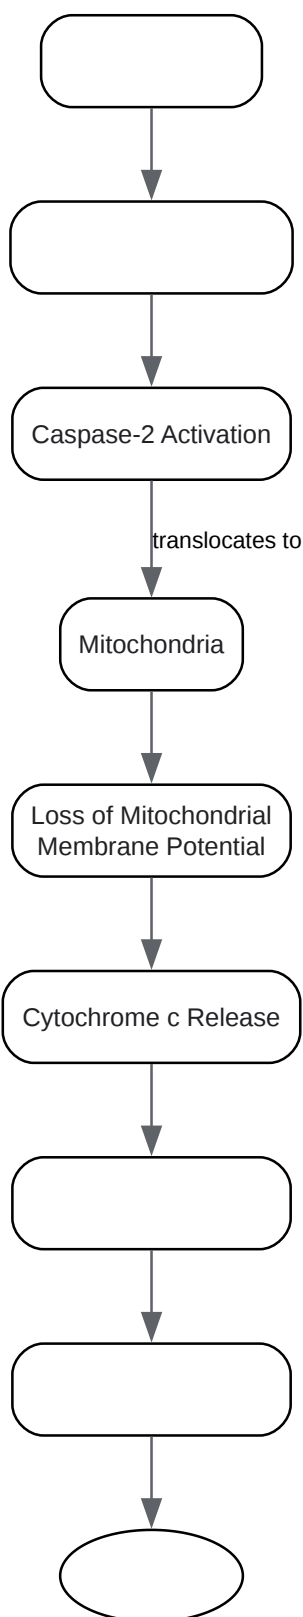 Caspase-2 Activation
translocates to
Mitochondria
Loss of Mitochondrial
Membrane Potential
Cytochrome c Release